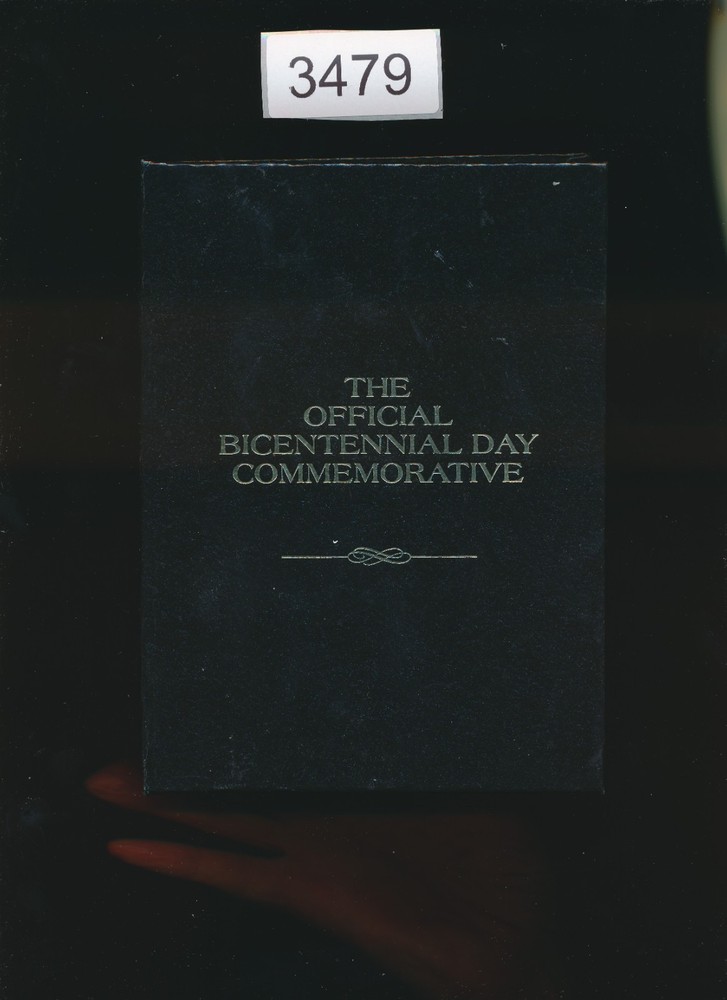 3479
THE
OFFICIAL
BICENTENNIAL DAY
COMMEMORATIVE